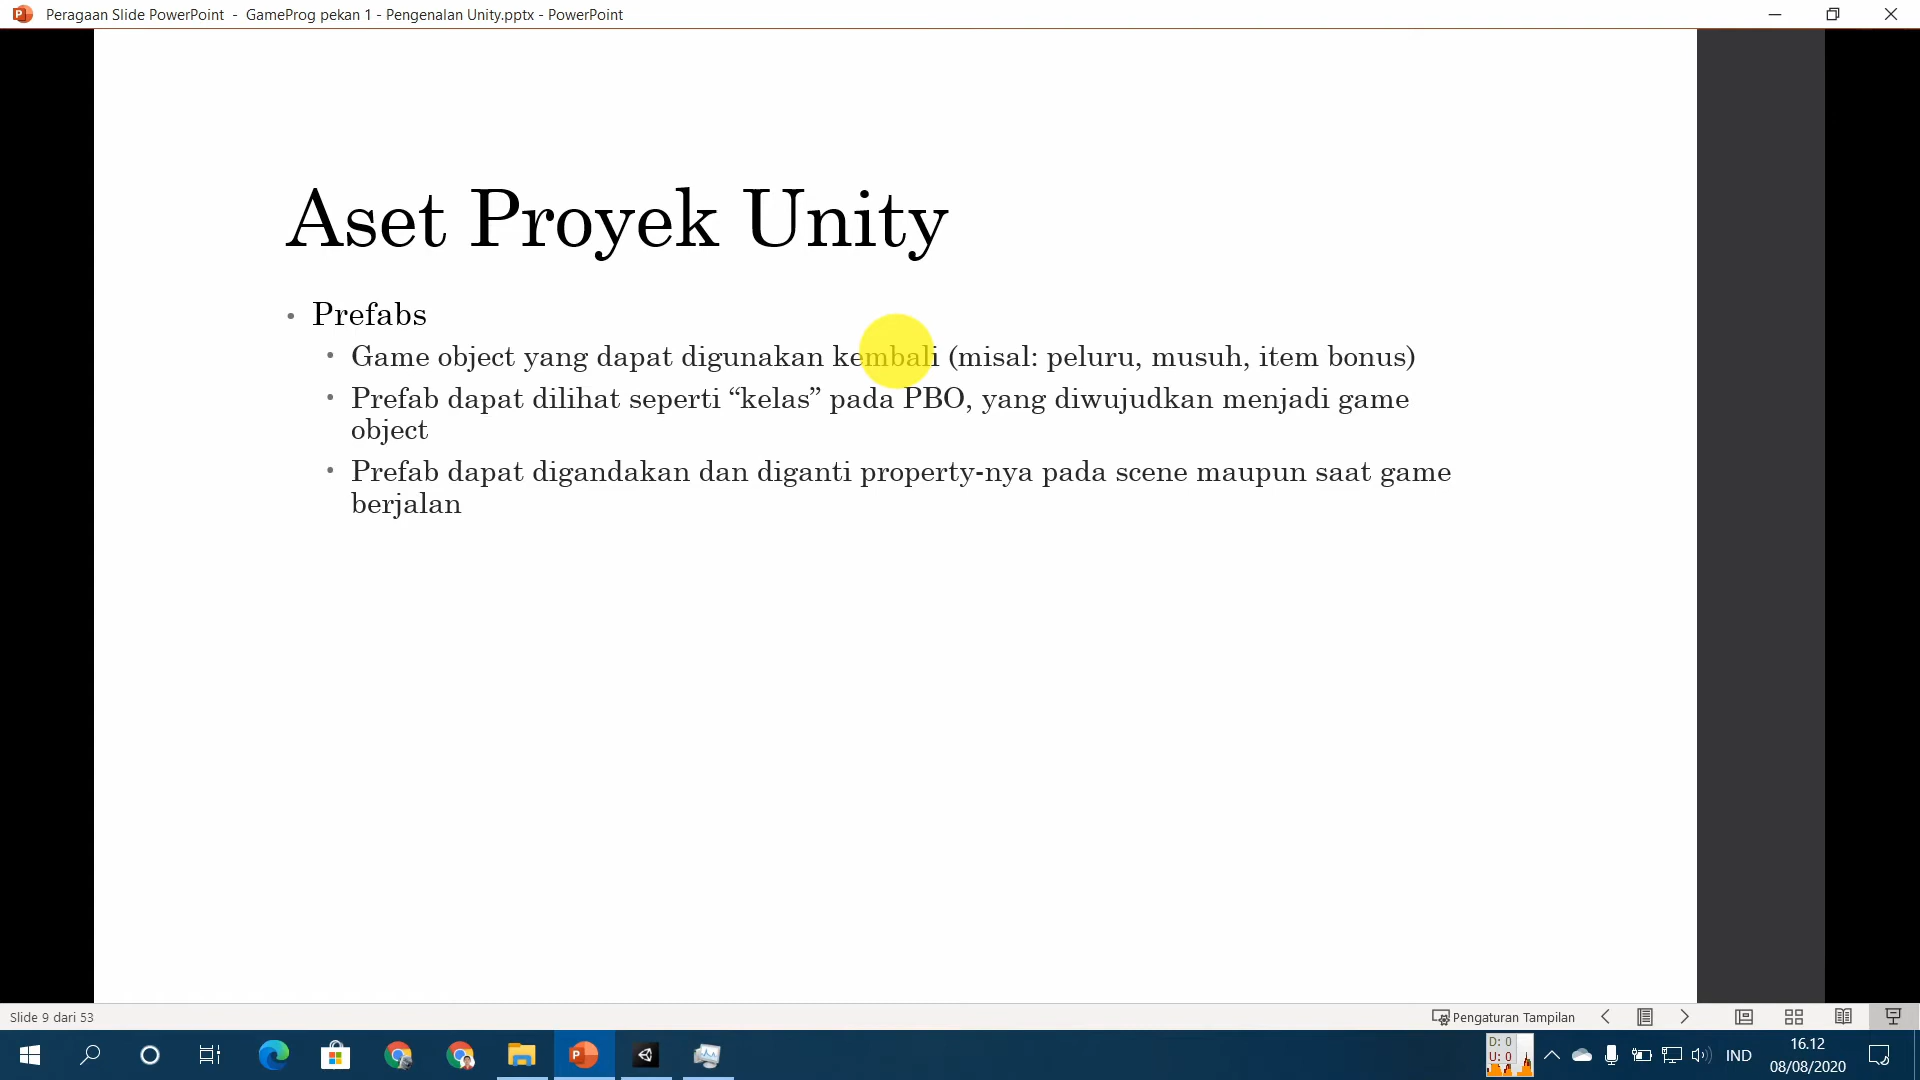 Peragaan Slide PowerPoint - GameProg pekan 1 - Pengenalan Unity.pptx - PowerPoint
Aset Proyek Unity
• Prefabs
• Game object yang dapat digunakan kembali (misal: peluru, musuh, item bonus)
• Prefab dapat dilihat seperti “kelas” pada PBO, yang diwujudkan menjadi game
object
• Prefab dapat digandakan dan diganti property-nya pada scene maupun saat game
berjalan
Slide 9 dari 53
Pengaturan Tampilan
D: 0
U: 0
IND
16.12
08/08/2020